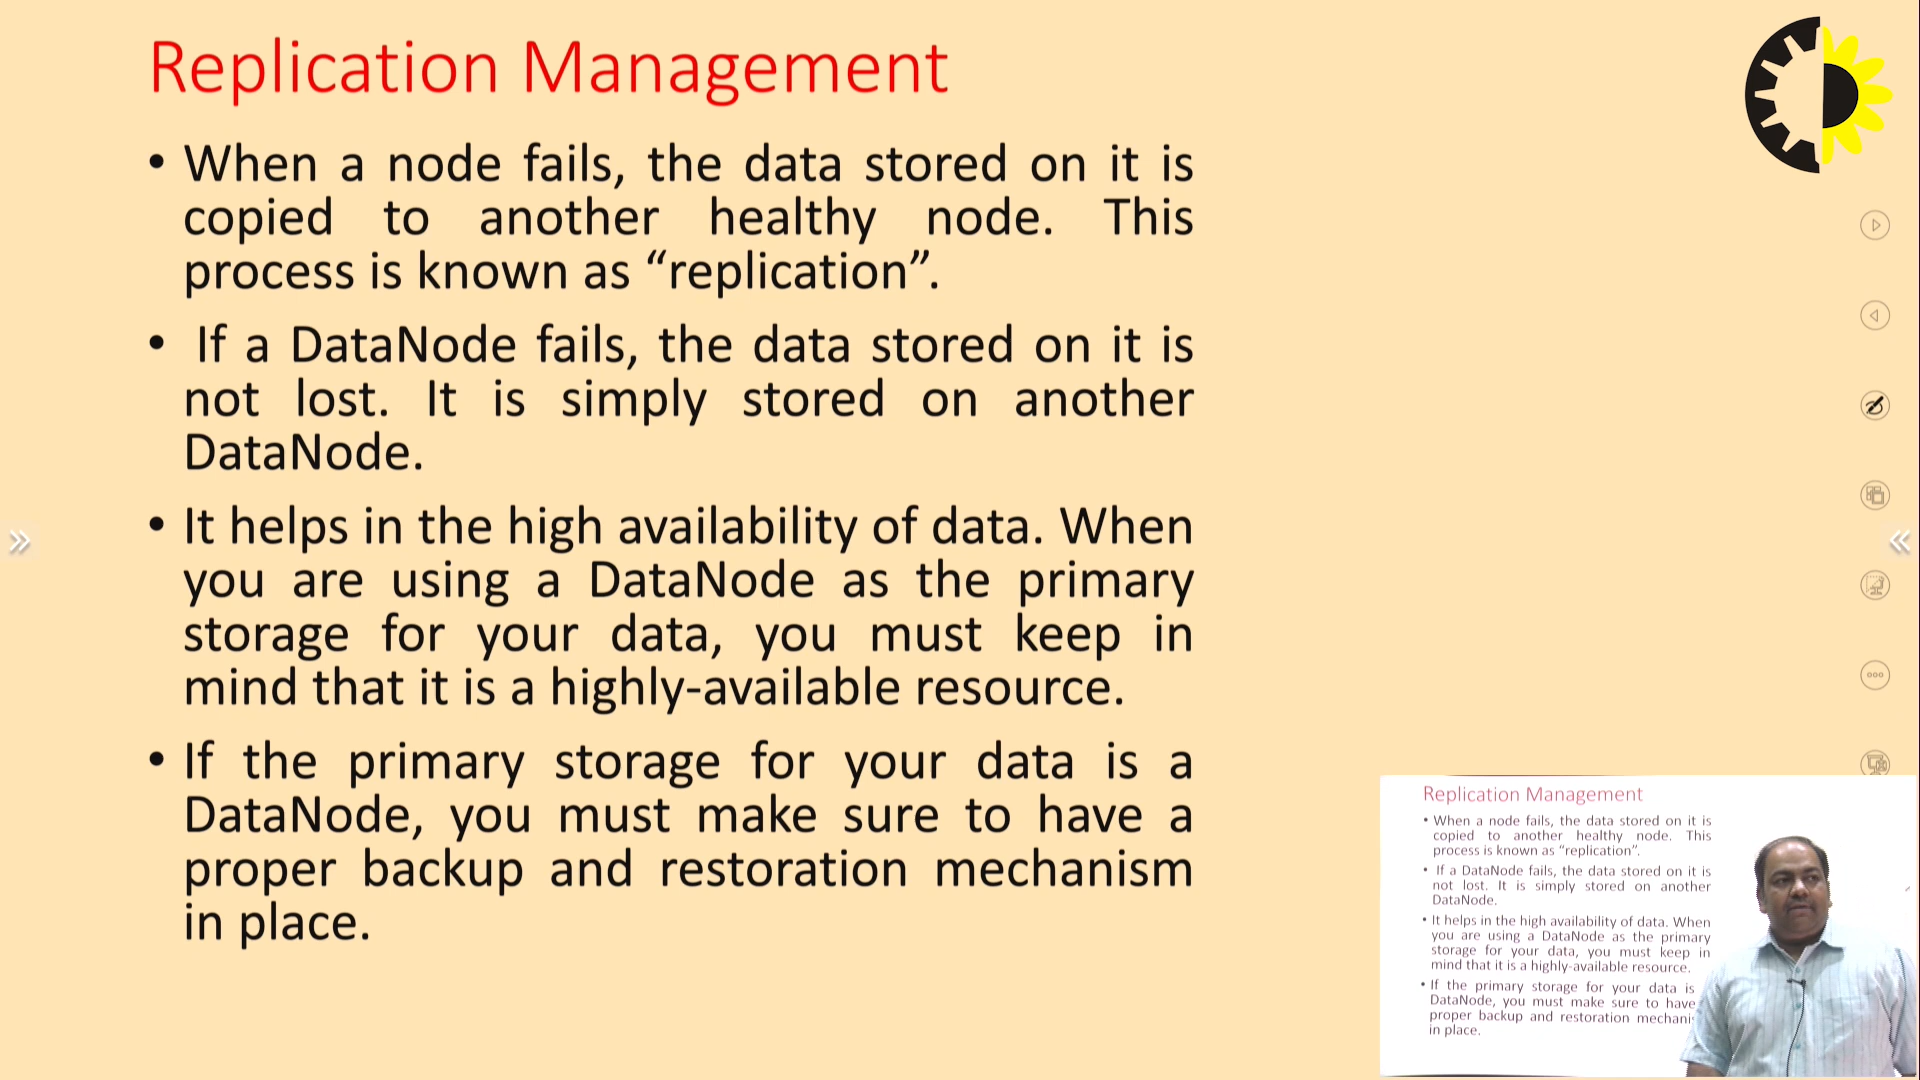 Replication Management
• When a node fails, the data stored on it is
copied to another healthy node. This
process is known as “replication”.
• If a DataNode fails, the data stored on it is
not lost. It is simply stored on another
DataNode.
• It helps in the high availability of data. When
you are using a DataNode as the primary
storage for your data, you must keep in
mind that it is a highly-available resource.
• If the primary storage for your data is a
DataNode, you must make sure to have a
proper backup and restoration mechanism
in place.
Replication Management
• When a node fails, the data stored on it is
copied to another healthy node. This
process is known as “replication”.
• If a DataNode fails, the data stored on it is
not lost. It is simply stored on another
DataNode.
• It helps in the high availability of data. When
you are using a DataNode as the primary
storage for your data, you must keep in
mind that it is a highly-available resource.
• If the primary storage for your data is
DataNode, you must make sure to have
proper backup and restoration
in place.